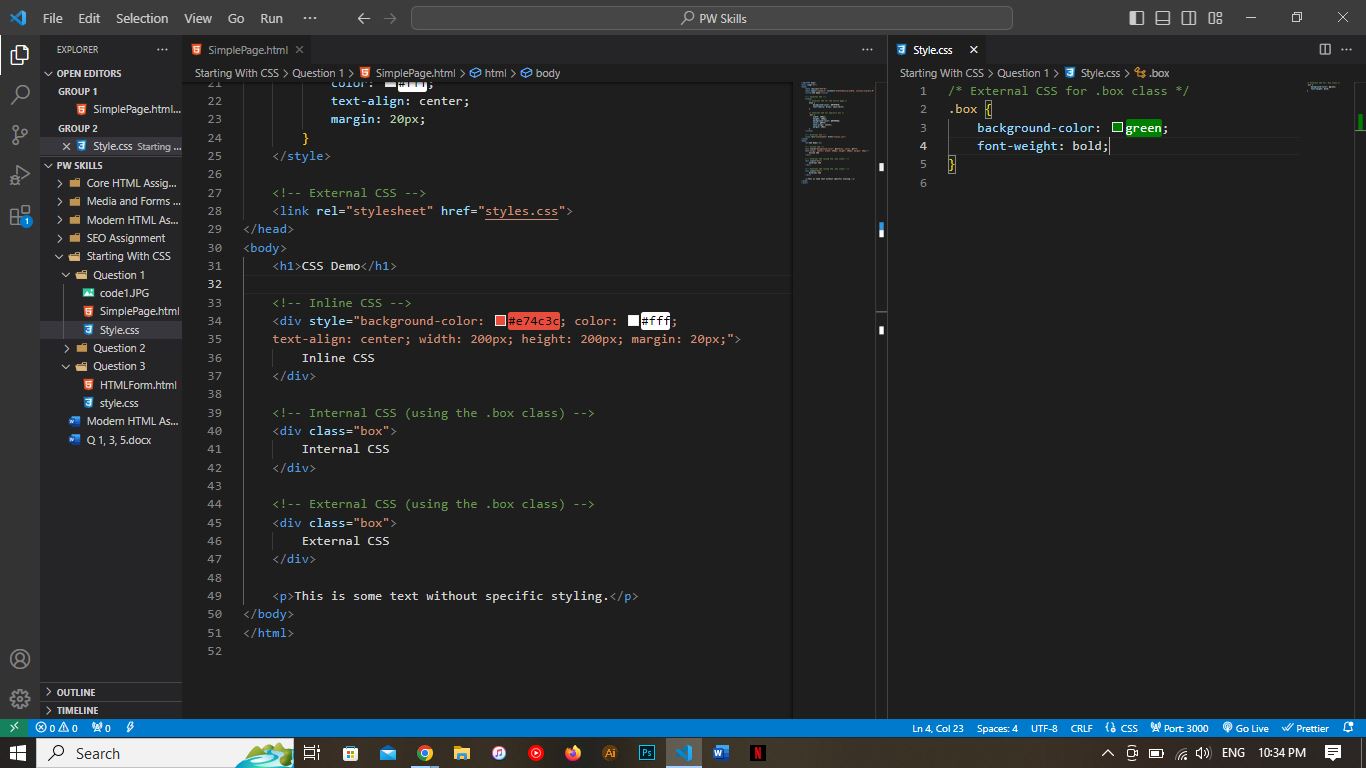 File Edit Selection View Go Run ··· PW Skills
EXPLORER ···
OPEN EDITORS
GROUP 1
SimplePage.html...
GROUP 2
Style.css Starting ...
PW SKILLS
Core HTML Assig...
Media and Forms ...
Modern HTML As...
SEO Assignment
Starting With CSS
Question 1
code1.JPG
SimplePage.html
Style.css
Question 2
Question 3
HTMLForm.html
style.css
Modern HTML As...
Q 1, 3, 5.docx
OUTLINE
TIMELINE
1
SimplePage.html
Starting With CSS > Question 1 > SimplePage.html > html > body
21 color: #fff;
22 text-align: center;
23 margin: 20px;
24 }
25 </style>
26
27 <!-- External CSS -->
28 <link rel="stylesheet" href="styles.css">
29 </head>
30 <body>
31 <h1>CSS Demo</h1>
32
33 <!-- Inline CSS -->
34 <div style="background-color: #e74c3c; color: #fff;
35 text-align: center; width: 200px; height: 200px; margin: 20px;">
36 Inline CSS
37 </div>
38
39 <!-- Internal CSS (using the .box class) -->
40 <div class="box">
41 Internal CSS
42 </div>
43
44 <!-- External CSS (using the .box class) -->
45 <div class="box">
46 External CSS
47 </div>
48
49 <p>This is some text without specific styling.</p>
50 </body>
51 </html>
52
Style.css
Starting With CSS > Question 1 > Style.css > .box
1 /* External CSS for .box class */
2 .box {
3 background-color: green;
4 font-weight: bold;
5 }
6
0 0 0 Ln 4, Col 23 Spaces: 4 UTF-8 CRLF CSS Port: 3000 Go Live Prettier
Search Ai Ps W N ENG 10:34 PM